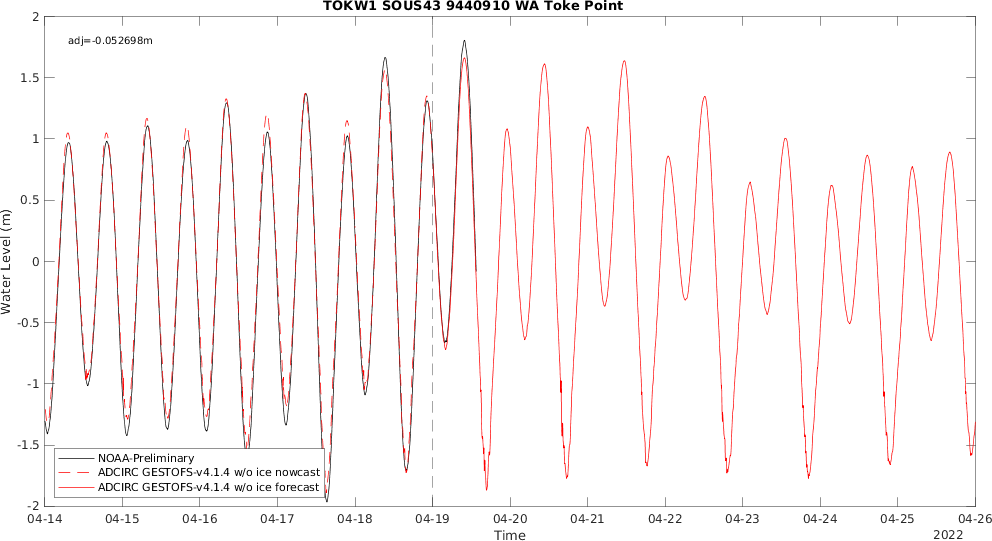 TOKW1 SOUS43 9440910 WA Toke Point
adj=-0.052698m
Water Level (m)
2
1.5
1
0.5
0
-0.5
-1
-1.5
-2
NOAA-Preliminary
ADCIRC GESTOFS-v4.1.4 w/o ice nowcast
ADCIRC GESTOFS-v4.1.4 w/o ice forecast
04-14 04-15 04-16 04-17 04-18 04-19 04-20 04-21 04-22 04-23 04-24 04-25 04-26
Time
2022